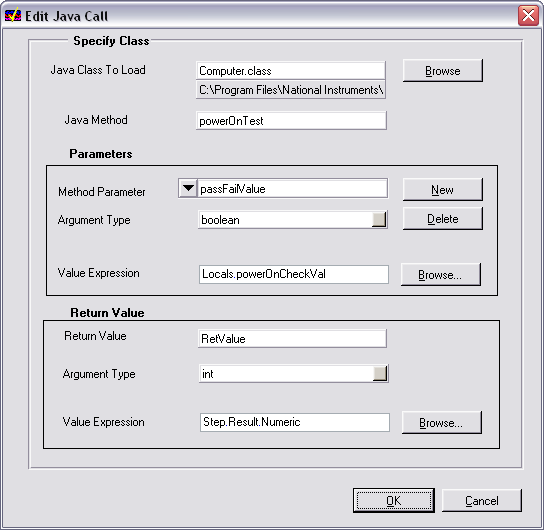 Edit Java Call
Specify Class
Java Class To Load Computer.class Browse
C:\Program Files\National Instruments\
Java Method powerOnTest
Parameters
Method Parameter passFailValue New
Argument Type boolean Delete
Value Expression Locals.powerOnCheckVal Browse...
Return Value
Return Value RetValue
Argument Type int
Value Expression Step.Result.Numeric Browse...
OK Cancel